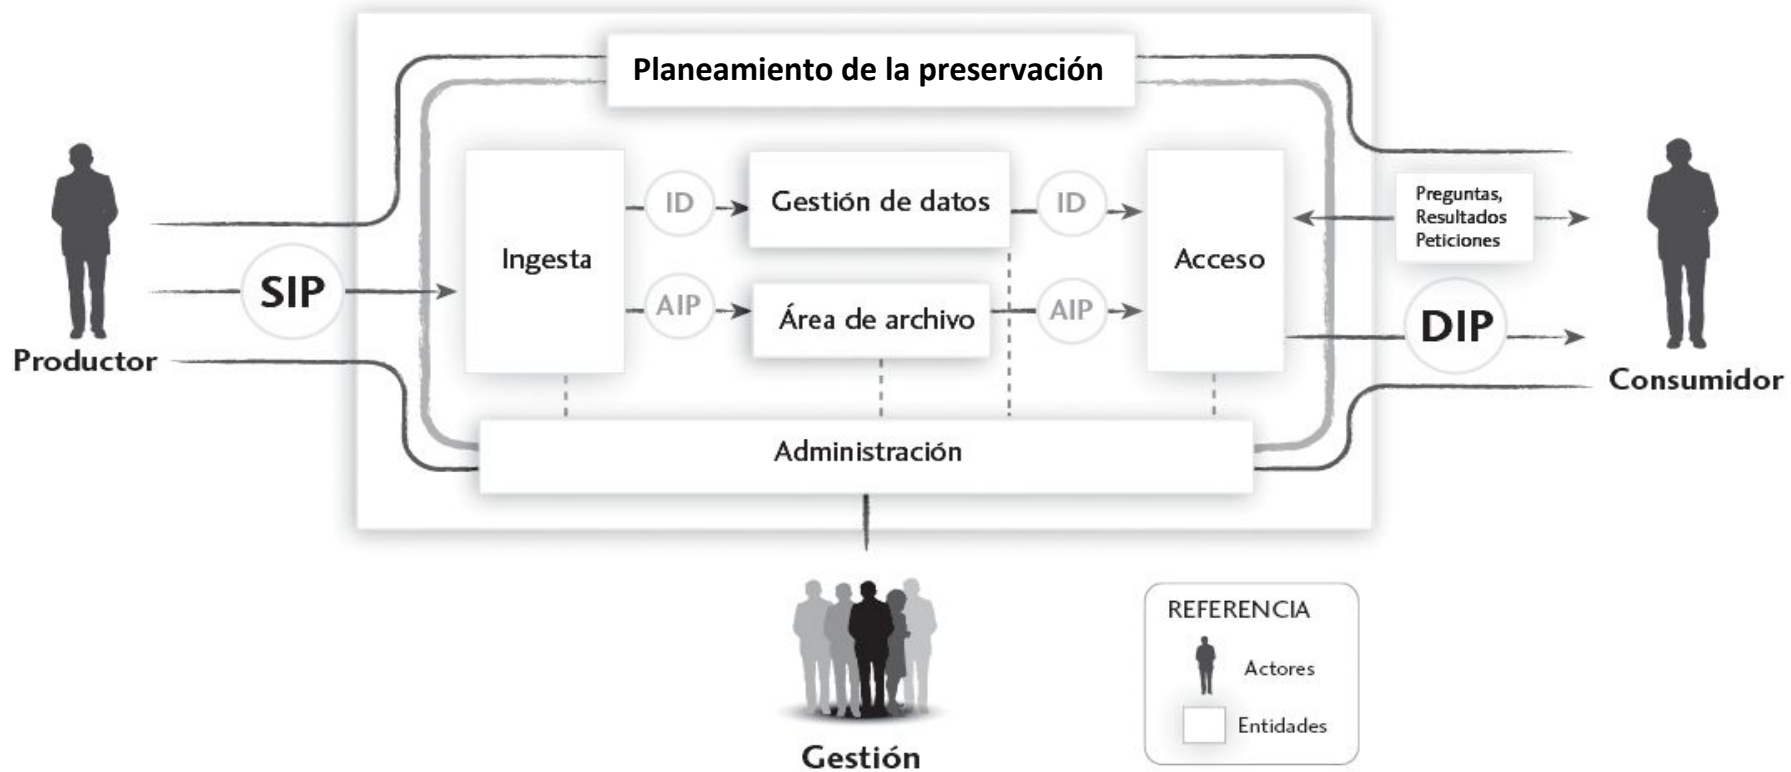 Planeamiento de la preservación
ID
Gestión de datos
ID
Preguntas,
Resultados
Peticiones
Ingesta
Acceso
SIP
AIP
Área de archivo
AIP
DIP
Productor
Consumidor
Administración
REFERENCIA
Actores
Entidades
Gestión